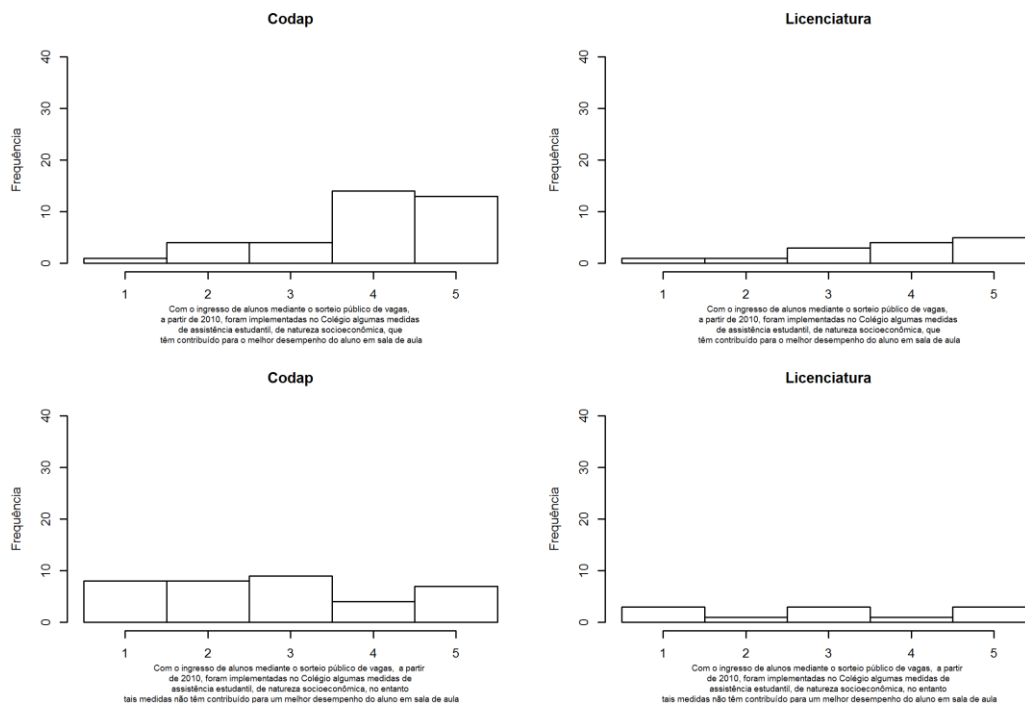 Codap
40
30
20
10
0
Frequência
1 2 3 4 5
Com o ingresso de alunos mediante o sorteio público de vagas,
a partir de 2010, foram implementadas no Colégio algumas medidas
de assistência estudantil, de natureza socioeconômica, que
têm contribuído para o melhor desempenho do aluno em sala de aula
Licenciatura
40
30
20
10
0
Frequência
1 2 3 4 5
Com o ingresso de alunos mediante o sorteio público de vagas,
a partir de 2010, foram implementadas no Colégio algumas medidas
de assistência estudantil, de natureza socioeconômica, que
têm contribuído para o melhor desempenho do aluno em sala de aula
Codap
40
30
20
10
0
Frequência
1 2 3 4 5
Com o ingresso de alunos mediante o sorteio público de vagas, a partir
de 2010, foram implementadas no Colégio algumas medidas de
assistência estudantil, de natureza socioeconômica, no entanto
tais medidas não têm contribuído para um melhor desempenho do aluno em sala de aula
Licenciatura
40
30
20
10
0
Frequência
1 2 3 4 5
Com o ingresso de alunos mediante o sorteio público de vagas, a partir
de 2010, foram implementadas no Colégio algumas medidas de
assistência estudantil, de natureza socioeconômica, no entanto
tais medidas não têm contribuído para um melhor desempenho do aluno em sala de aula